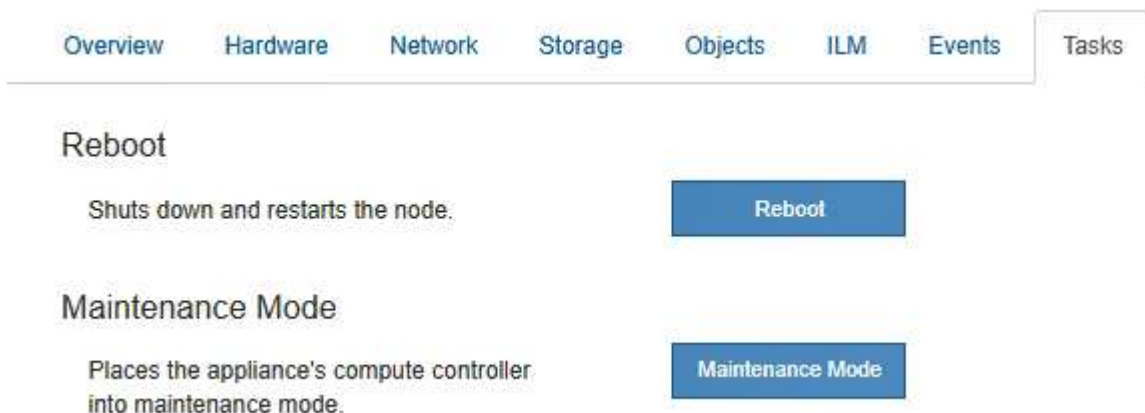 Overview Hardware Network Storage Objects ILM Events Tasks
Reboot
Shuts down and restarts the node. Reboot
Maintenance Mode
Places the appliance's compute controller Maintenance Mode
into maintenance mode.